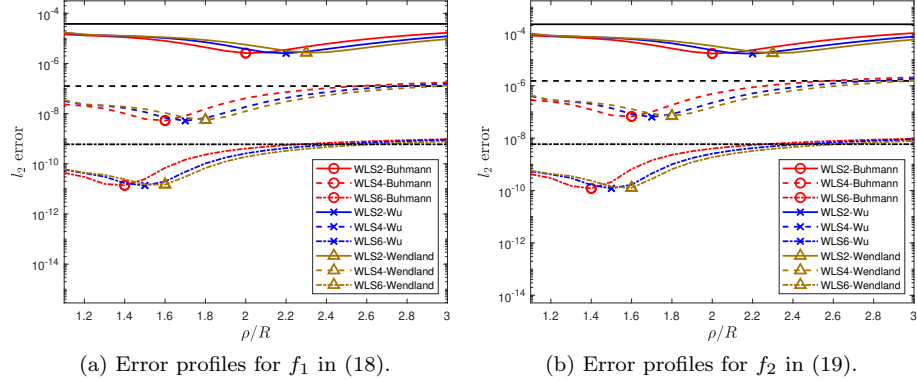 10^{-4}
10^{-6}
10^{-8}
10^{-10}
10^{-12}
10^{-14}
l_2 error
1.2 1.4 1.6 1.8 2 2.2 2.4 2.6 2.8 3
ρ/R
WLS2-Buhmann
WLS4-Buhmann
WLS6-Buhmann
WLS2-Wu
WLS4-Wu
WLS6-Wu
WLS2-Wendland
WLS4-Wendland
WLS6-Wendland
(a) Error profiles for f_1 in (18).
10^{-4}
10^{-6}
10^{-8}
10^{-10}
10^{-12}
10^{-14}
l_2 error
1.2 1.4 1.6 1.8 2 2.2 2.4 2.6 2.8 3
ρ/R
WLS2-Buhmann
WLS4-Buhmann
WLS6-Buhmann
WLS2-Wu
WLS4-Wu
WLS6-Wu
WLS2-Wendland
WLS4-Wendland
WLS6-Wendland
(b) Error profiles for f_2 in (19).